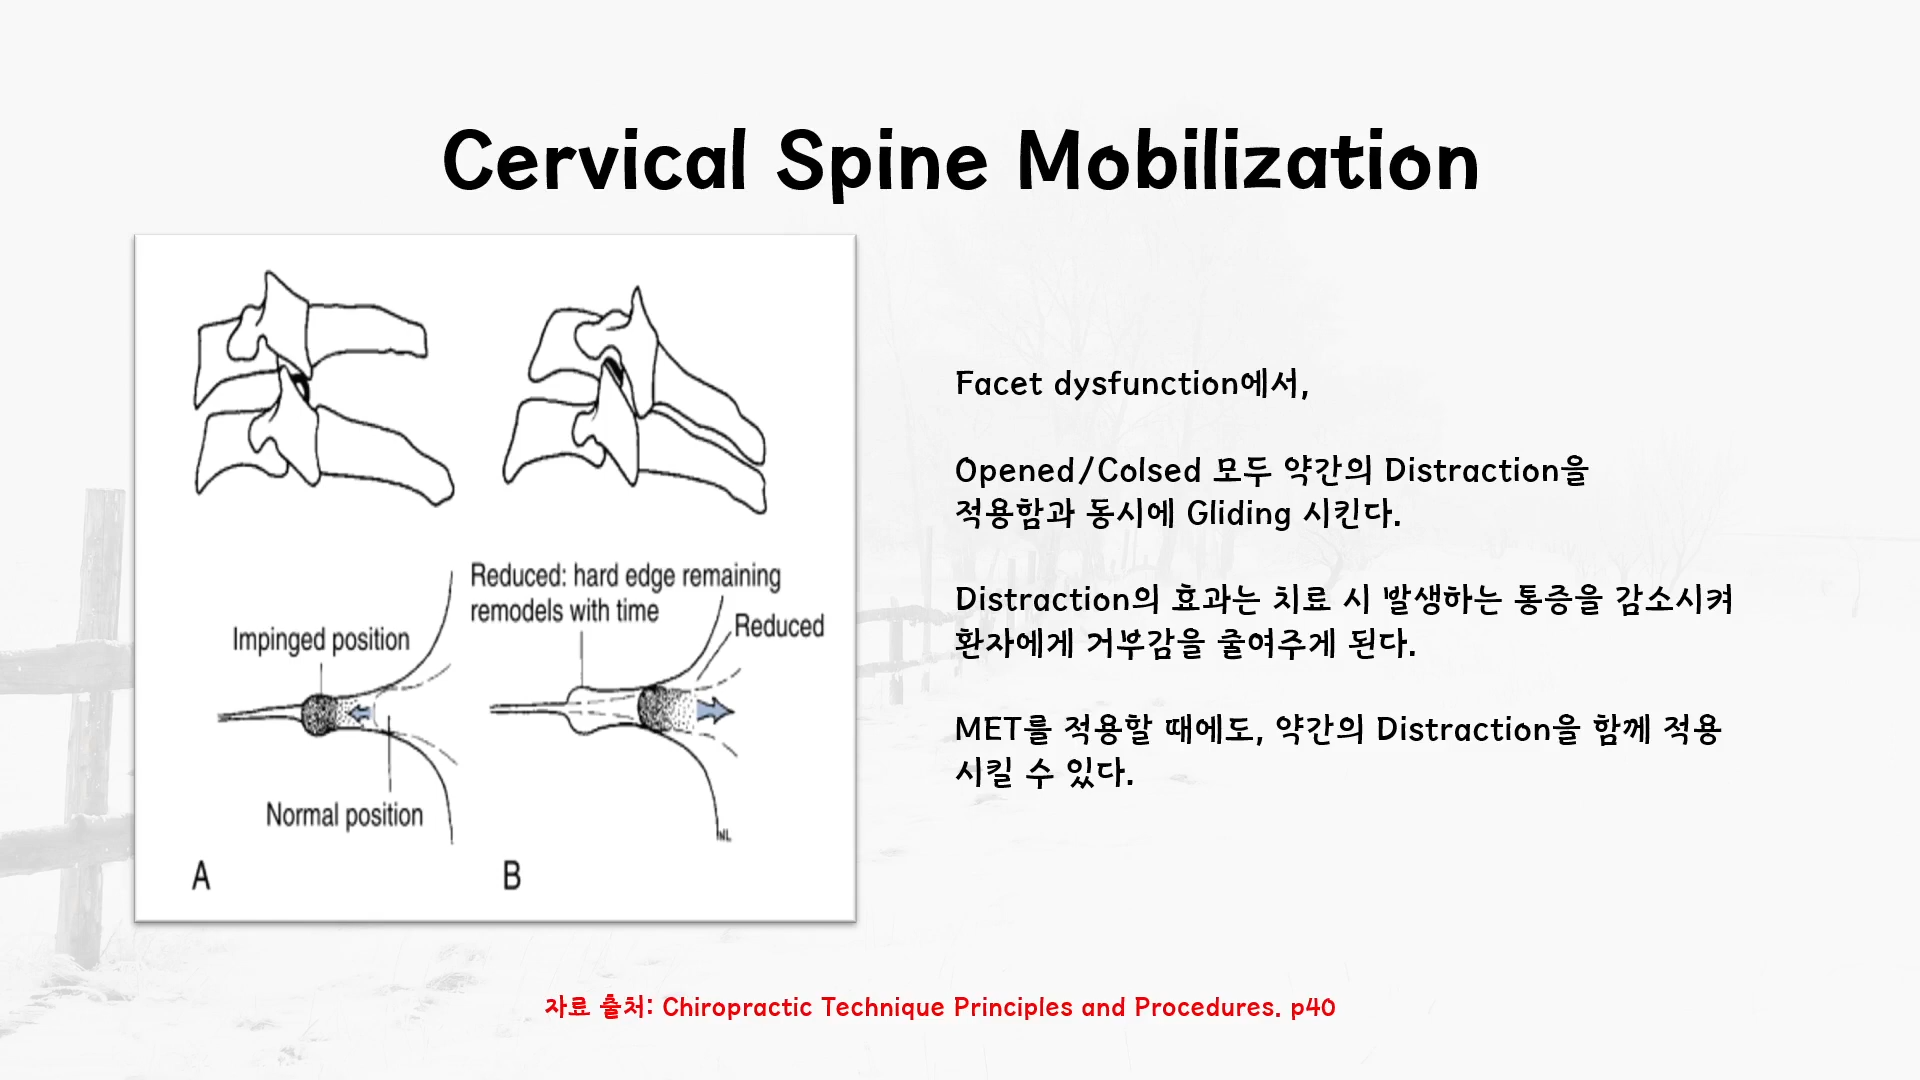 Cervical Spine Mobilization
Reduced: hard edge remaining
remodels with time
Reduced
Impinged position
Normal position
NL
A
B
Facet dysfunction에서,
Opened/Colsed 모두 약간의 Distraction을
적용함과 동시에 Gliding 시킨다.
Distraction의 효과는 치료 시 발생하는 통증을 감소시켜
환자에게 거부감을 줄여주게 된다.
MET를 적용할 때에도, 약간의 Distraction을 함께 적용
시킬 수 있다.
자료 출처: Chiropractic Technique Principles and Procedures. p40